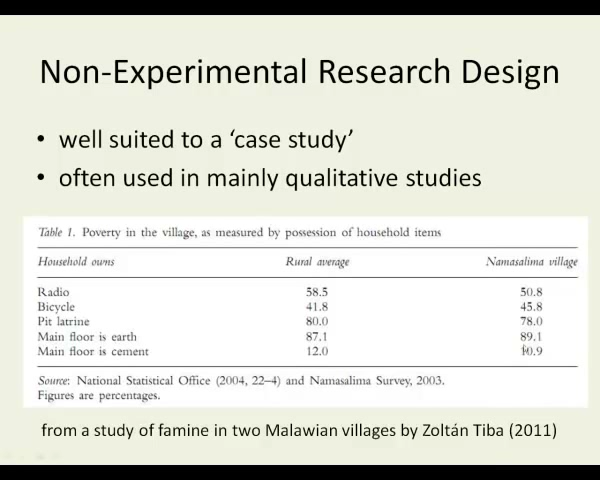 Non-Experimental Research Design
• well suited to a ‘case study’
• often used in mainly qualitative studies
Table 1. Poverty in the village, as measured by possession of household items
Household owns Rural average Namasalima village
Radio 58.5 50.8
Bicycle 41.8 45.8
Pit latrine 80.0 78.0
Main floor is earth 87.1 89.1
Main floor is cement 12.0 10.9
Source: National Statistical Office (2004, 22–4) and Namasalima Survey, 2003.
Figures are percentages.
from a study of famine in two Malawian villages by Zoltán Tiba (2011)